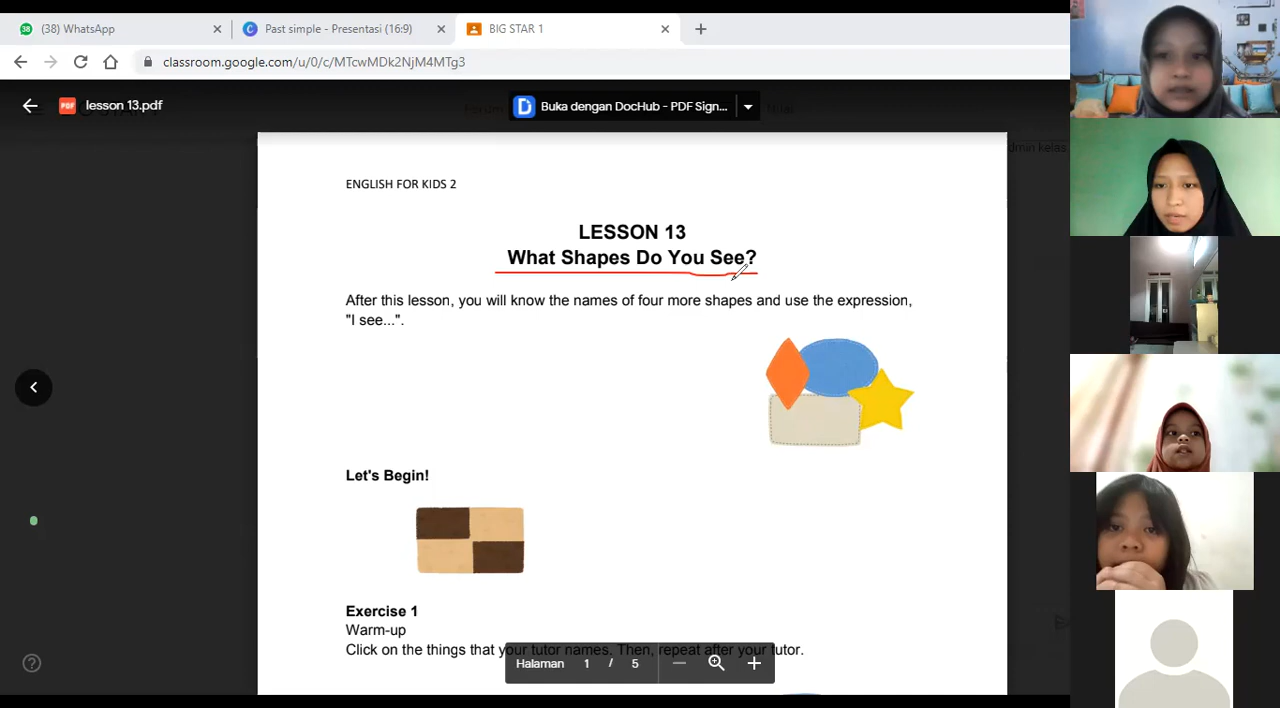 (38) WhatsApp
Past simple - Presentasi (16:9)
BIG STAR 1
classroom.google.com/u/0/c/MTcwMDk2NjM4MTg3
PDF
lesson 13.pdf
Buka dengan DocHub - PDF Sign...
ENGLISH FOR KIDS 2
LESSON 13
What Shapes Do You See?
After this lesson, you will know the names of four more shapes and use the expression,
"I see...".
Let's Begin!
Exercise 1
Warm-up
Click on the things that your tutor names. Then, repeat after your tutor.
Halaman 1 / 5